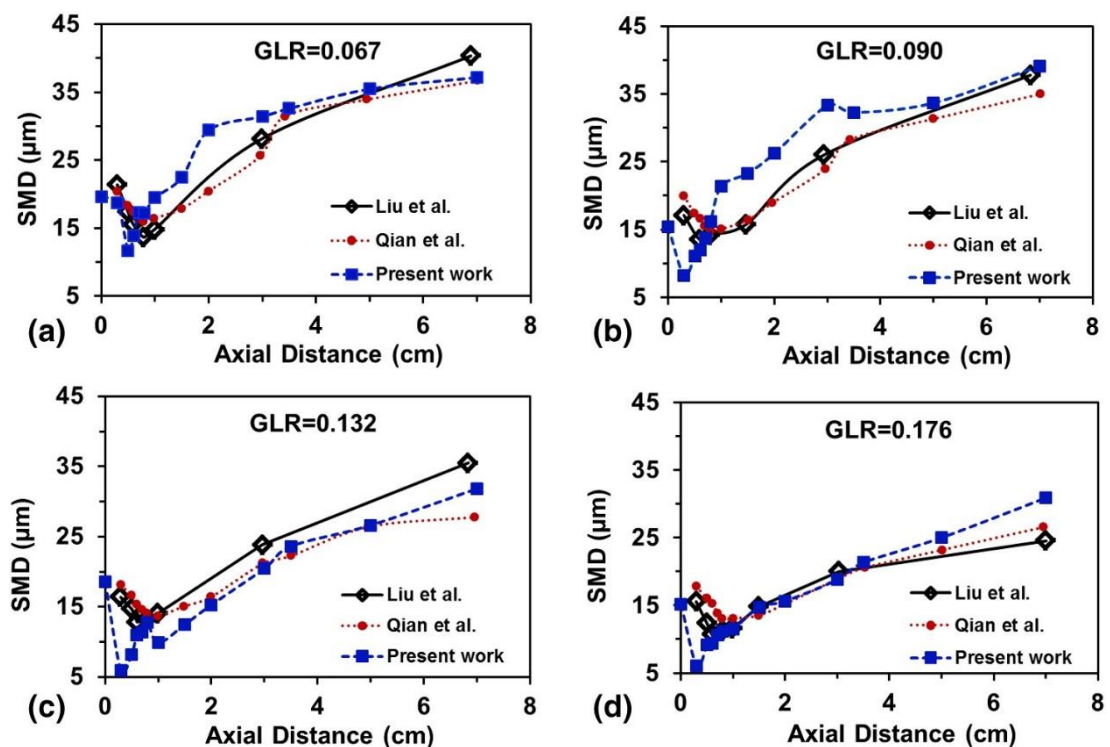 45
35
25
15
5
SMD (µm)
GLR=0.067
Liu et al.
Qian et al.
Present work
0 2 4 6 8
Axial Distance (cm)
(a)
45
35
25
15
5
SMD (µm)
GLR=0.090
Liu et al.
Qian et al.
Present work
0 2 4 6 8
Axial Distance (cm)
(b)
45
35
25
15
5
SMD (µm)
GLR=0.132
Liu et al.
Qian et al.
Present work
0 2 4 6 8
Axial Distance (cm)
(c)
45
35
25
15
5
SMD (µm)
GLR=0.176
Liu et al.
Qian et al.
Present work
0 2 4 6 8
Axial Distance (cm)
(d)